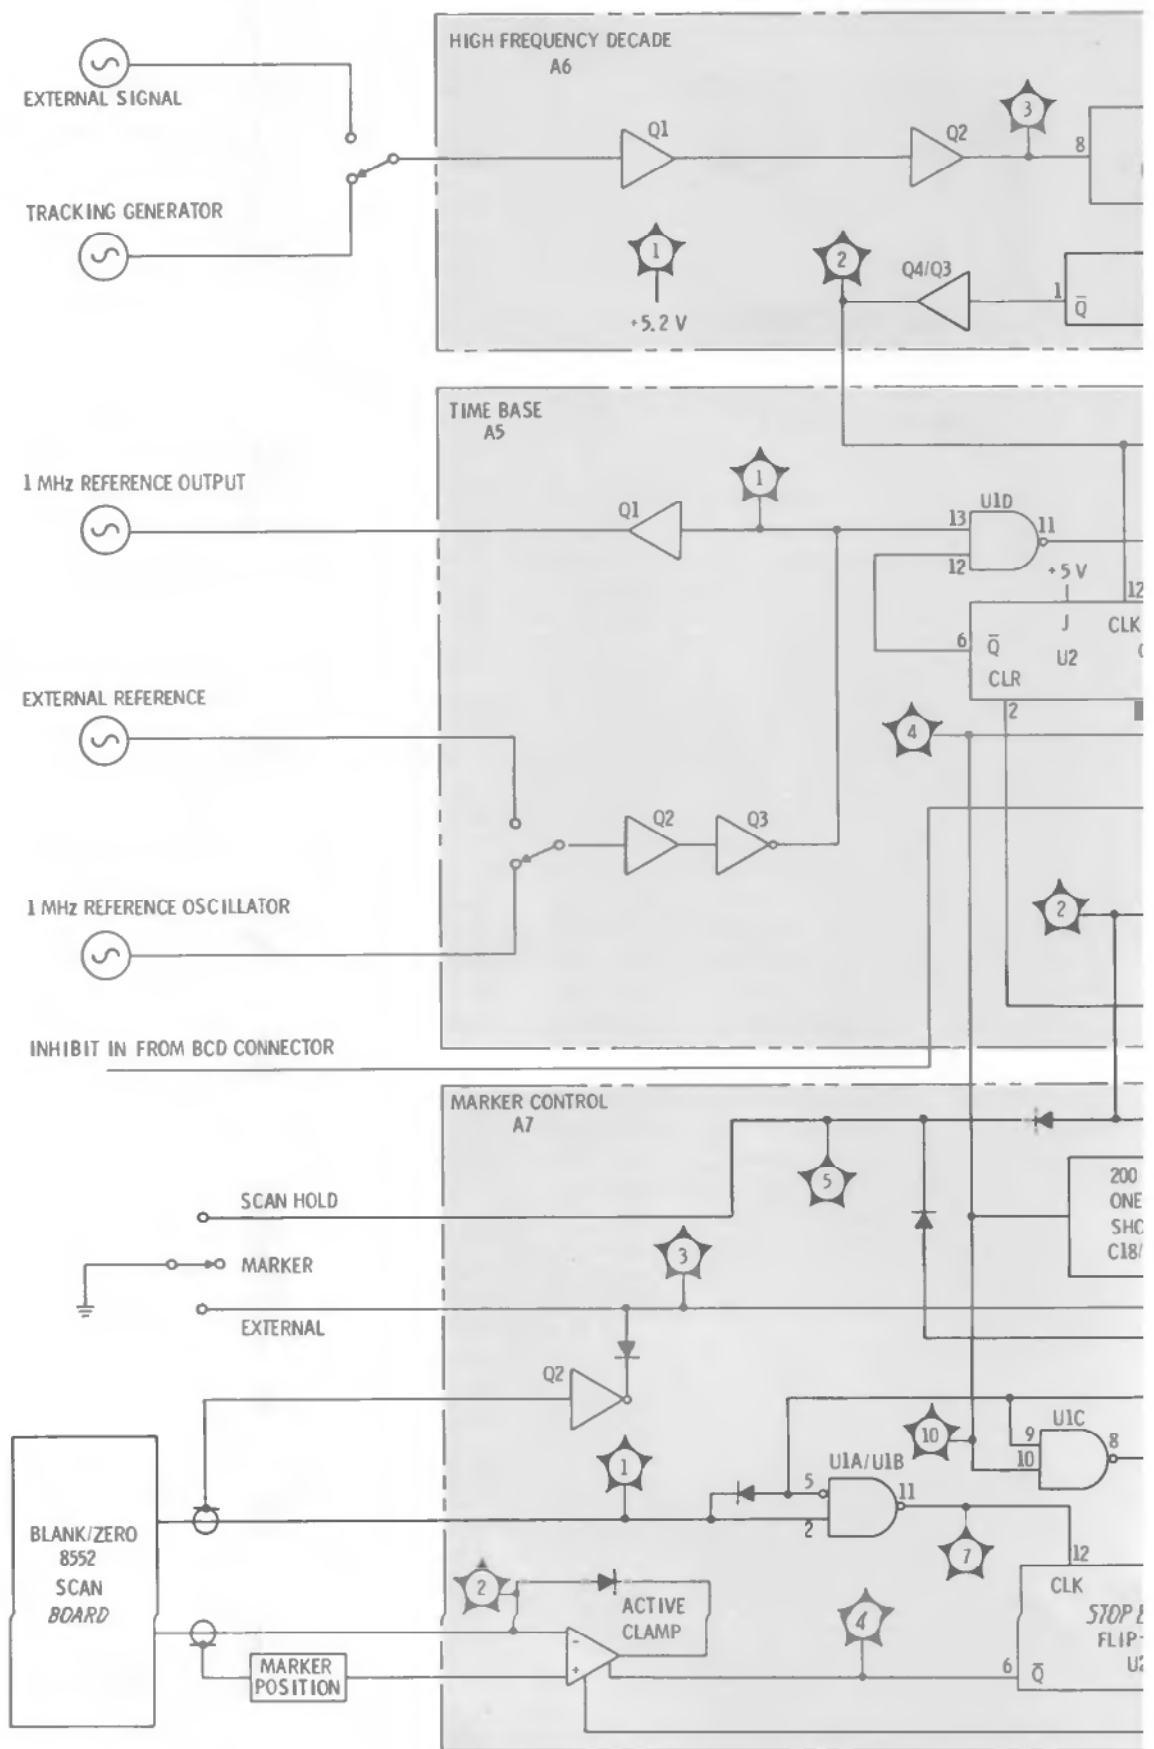 HIGH FREQUENCY DECADE
A6
EXTERNAL SIGNAL
Q1
Q2
3
8
TRACKING GENERATOR
1
+5.2 V
2
Q4/Q3
1
Q̅
TIME BASE
A5
1 MHz REFERENCE OUTPUT
Q1
1
U1D
13
11
12
+5 V
12
J
CLK
6
Q̅
U2
CLR
2
EXTERNAL REFERENCE
4
Q2
Q3
1 MHz REFERENCE OSCILLATOR
2
INHIBIT IN FROM BCD CONNECTOR
MARKER CONTROL
A7
5
200
ONE
SHO
C18/
SCAN HOLD
MARKER
3
EXTERNAL
Q2
10
U1C
9
8
10
1
U1A/U1B
5
11
2
7
12
BLANK/ZERO
8552
SCAN
BOARD
2
ACTIVE
CLAMP
4
CLK
STOP
FLIP-
6
Q̅
-
+
MARKER
POSITION